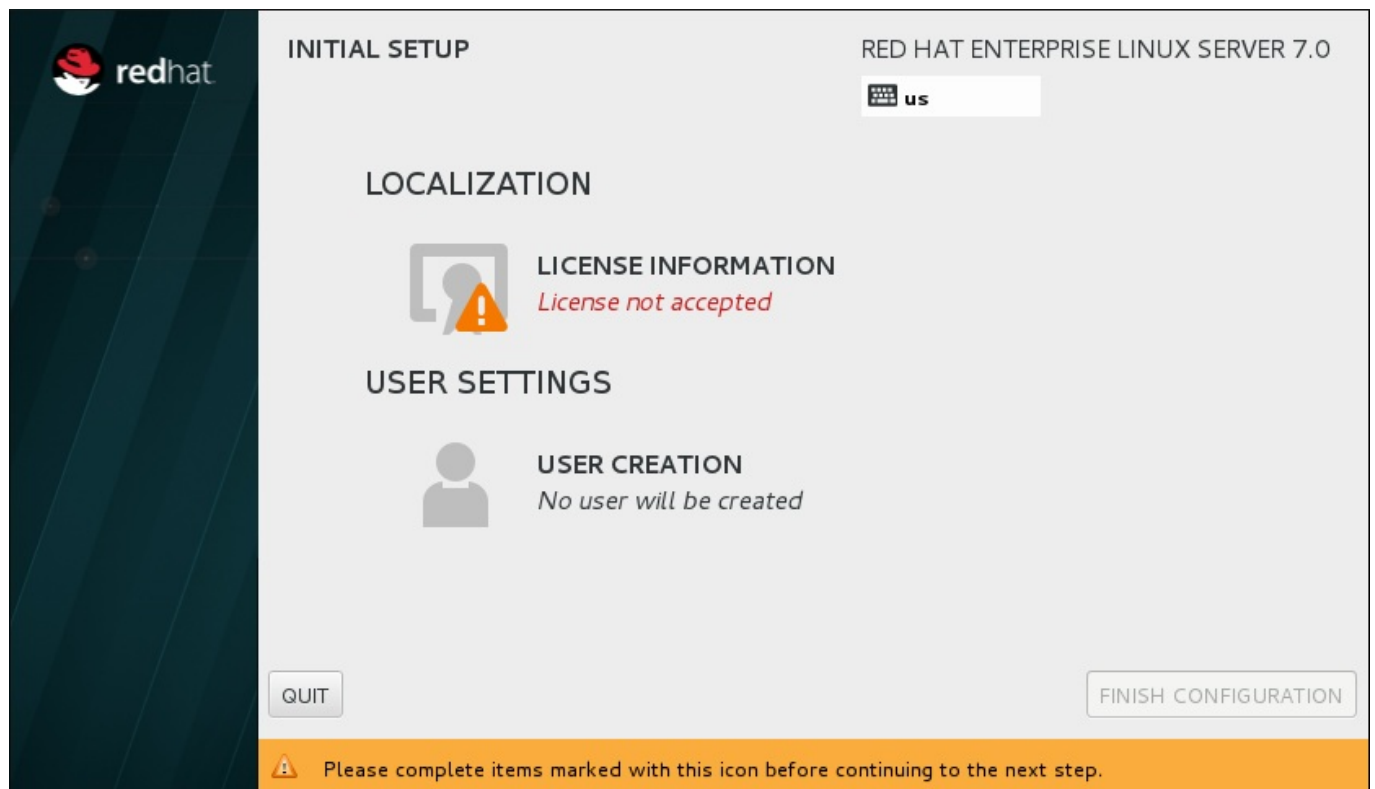 redhat.
INITIAL SETUP
RED HAT ENTERPRISE LINUX SERVER 7.0
us
LOCALIZATION
LICENSE INFORMATION
License not accepted
USER SETTINGS
USER CREATION
No user will be created
QUIT
FINISH CONFIGURATION
Please complete items marked with this icon before continuing to the next step.